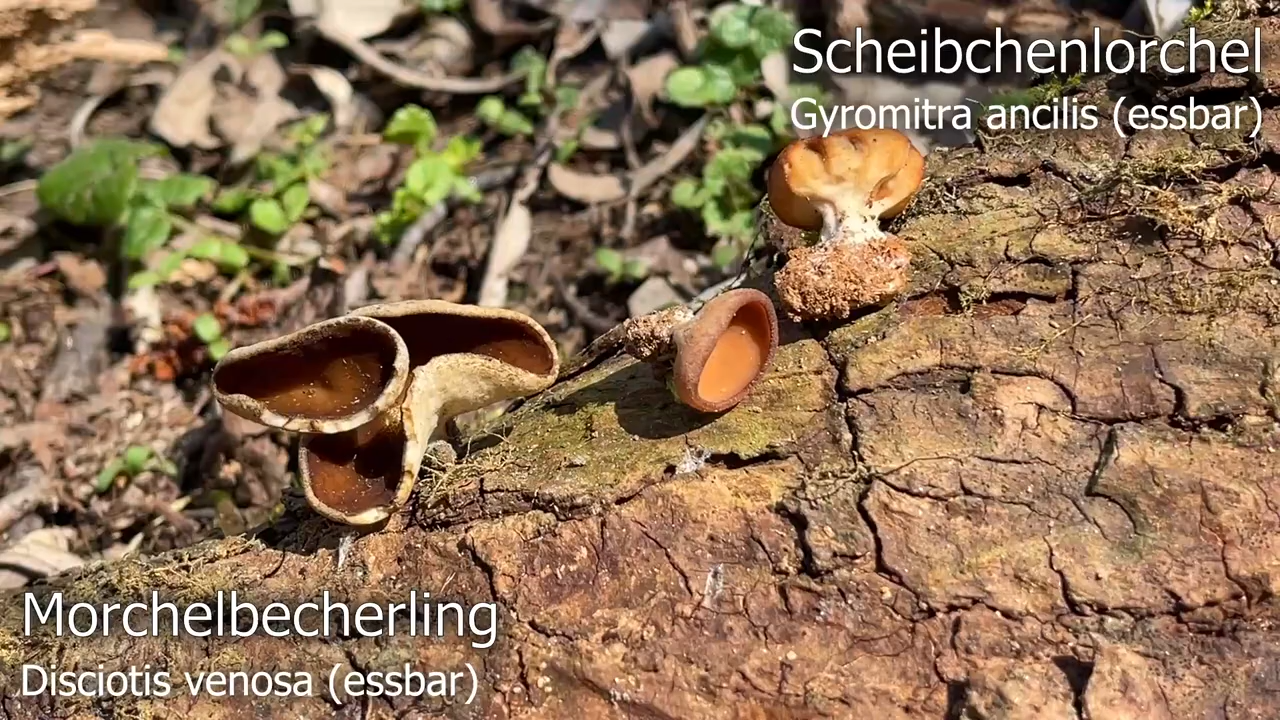 Scheibchenlorchel
Gyromitra ancilis (essbar)
Morchelbecherling
Disciotis venosa (essbar)